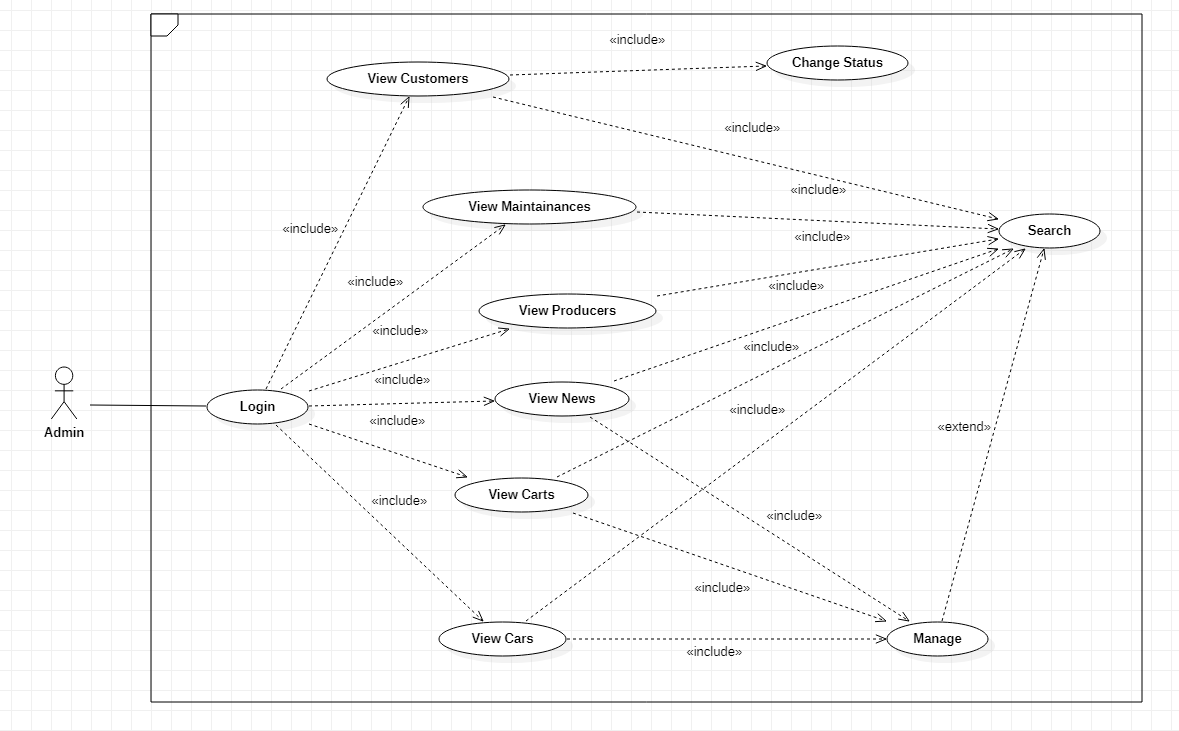 «include»
View Customers
Change Status
«include»
«include»
View Maintainances
«include»
Search
«include»
«include»
«include»
View Producers
«include»
«include»
Admin
Login
«include»
View News
«include»
«include»
«extend»
View Carts
«include»
«include»
«include»
View Cars
Manage
«include»